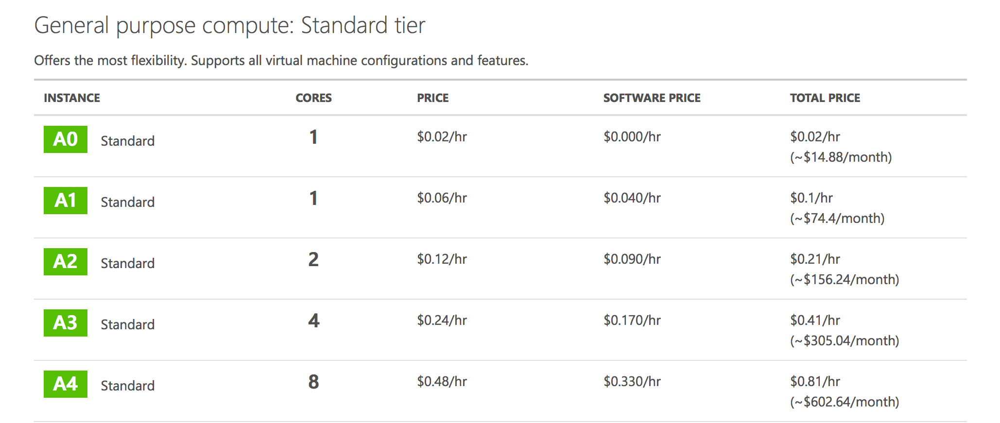 General purpose compute: Standard tier
Offers the most flexibility. Supports all virtual machine configurations and features.
INSTANCE CORES PRICE SOFTWARE PRICE TOTAL PRICE
A0 Standard 1 $0.02/hr $0.000/hr $0.02/hr
(~$14.88/month)
A1 Standard 1 $0.06/hr $0.040/hr $0.1/hr
(~$74.4/month)
A2 Standard 2 $0.12/hr $0.090/hr $0.21/hr
(~$156.24/month)
A3 Standard 4 $0.24/hr $0.170/hr $0.41/hr
(~$305.04/month)
A4 Standard 8 $0.48/hr $0.330/hr $0.81/hr
(~$602.64/month)